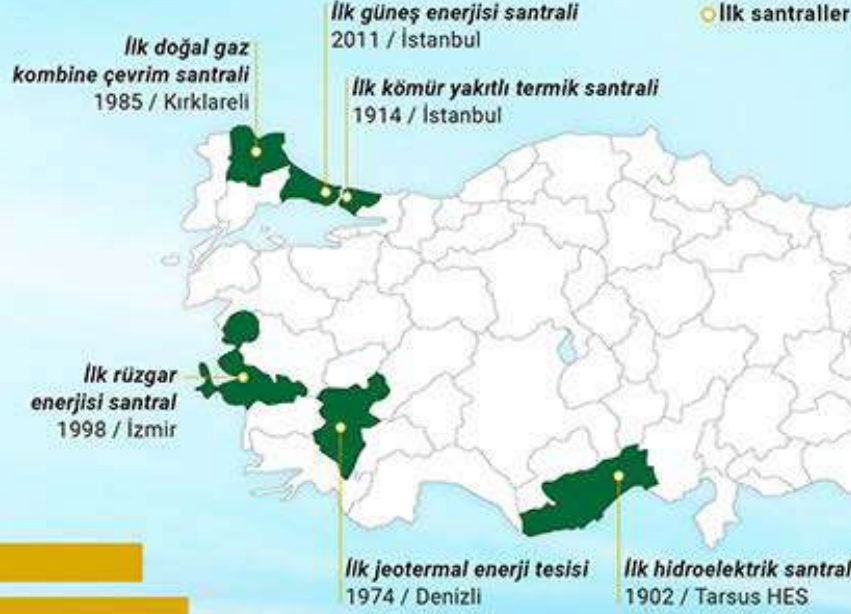 İlk güneş enerjisi santrali
2011 / İstanbul
İlk santraller
İlk doğal gaz
kombine çevrim santrali
1985 / Kırklareli
İlk kömür yakıtlı termik santrali
1914 / İstanbul
İlk rüzgar
enerjisi santral
1998 / İzmir
İlk jeotermal enerji tesisi
1974 / Denizli
İlk hidroelektrik santral
1902 / Tarsus HES